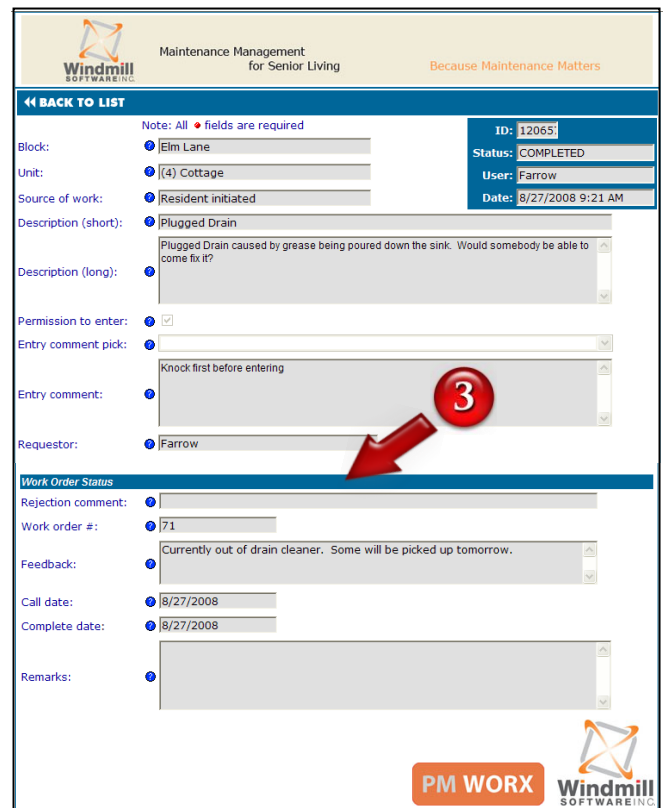 Windmill
SOFTWARE INC.
Maintenance Management
for Senior Living
Because Maintenance Matters
BACK TO LIST
Note: All fields are required
ID: 12065
Block: Elm Lane
Status: COMPLETED
Unit: (4) Cottage
User: Farrow
Source of work: Resident initiated
Date: 8/27/2008 9:21 AM
Description (short): Plugged Drain
Description (long): Plugged Drain caused by grease being poured down the sink. Would somebody be able to
come fix it?
Permission to enter:
Entry comment pick:
Entry comment: Knock first before entering
3
Requestor: Farrow
Work Order Status
Rejection comment:
Work order #: 71
Feedback: Currently out of drain cleaner. Some will be picked up tomorrow.
Call date: 8/27/2008
Complete date: 8/27/2008
Remarks:
PM WORX
Windmill
SOFTWARE INC